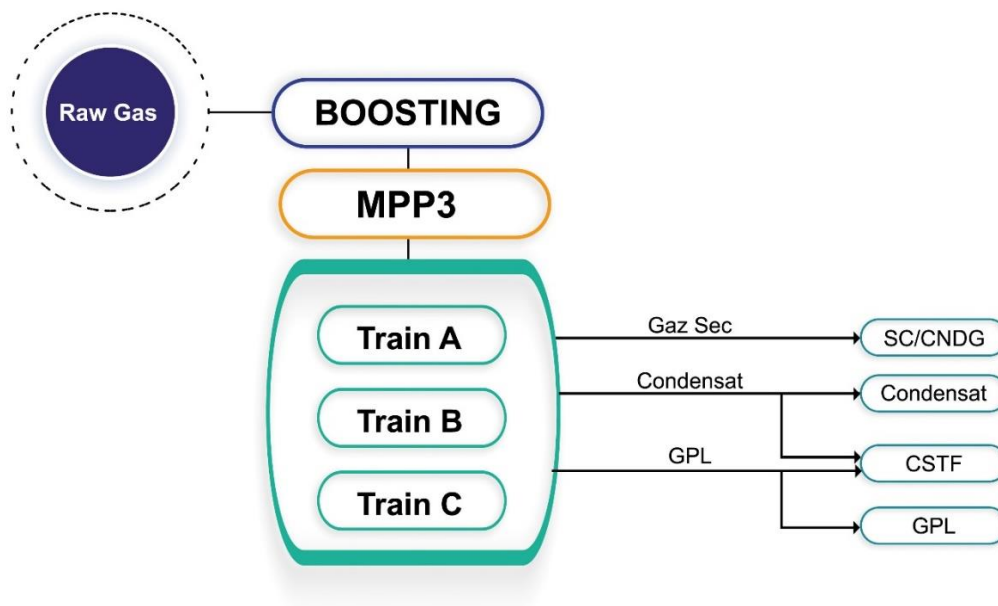 Raw Gas
BOOSTING
MPP3
Train A
Train B
Train C
Gaz Sec
SC/CNDG
Condensat
Condensat
GPL
CSTF
GPL